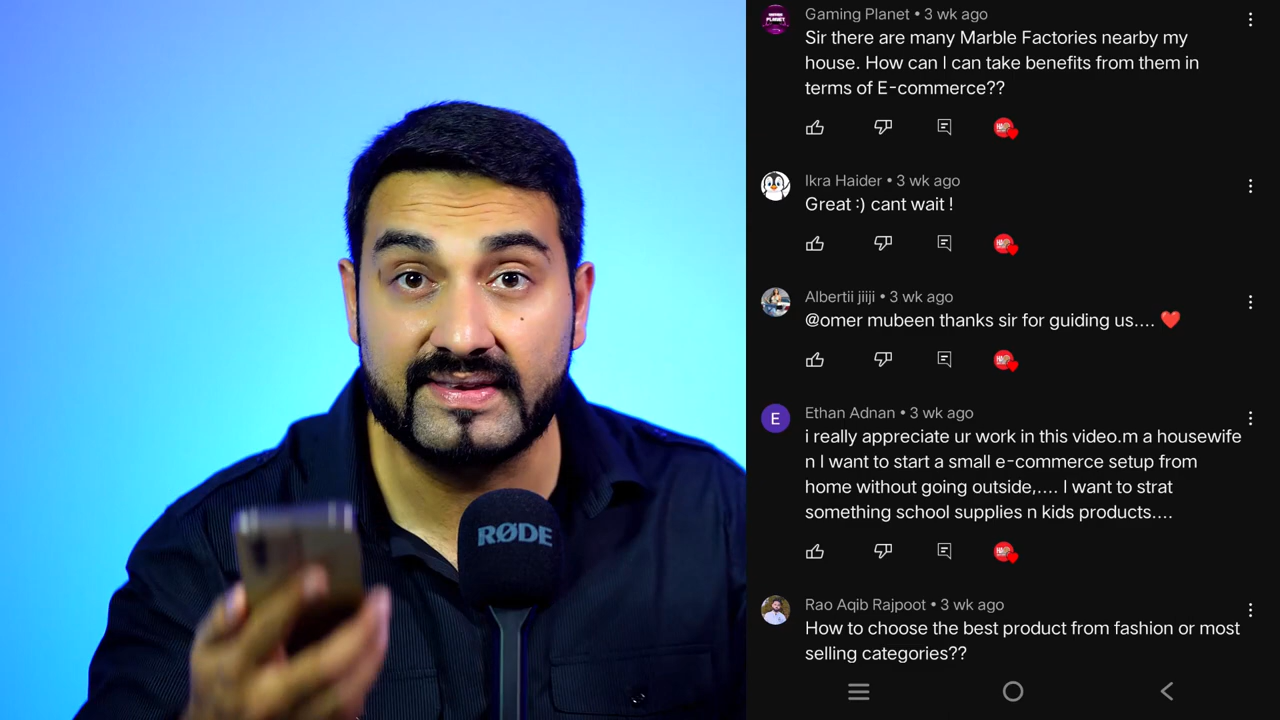 RØDE
Gaming Planet • 3 wk ago
Sir there are many Marble Factories nearby my
house. How can I can take benefits from them in
terms of E-commerce??
Ikra Haider • 3 wk ago
Great :) cant wait !
Albertii jiiji • 3 wk ago
@omer mubeen thanks sir for guiding us.... ❤️
E
Ethan Adnan • 3 wk ago
i really appreciate ur work in this video.m a housewife
n I want to start a small e-commerce setup from
home without going outside,.... I want to strat
something school supplies n kids products....
Rao Aqib Rajpoot • 3 wk ago
How to choose the best product from fashion or most
selling categories??